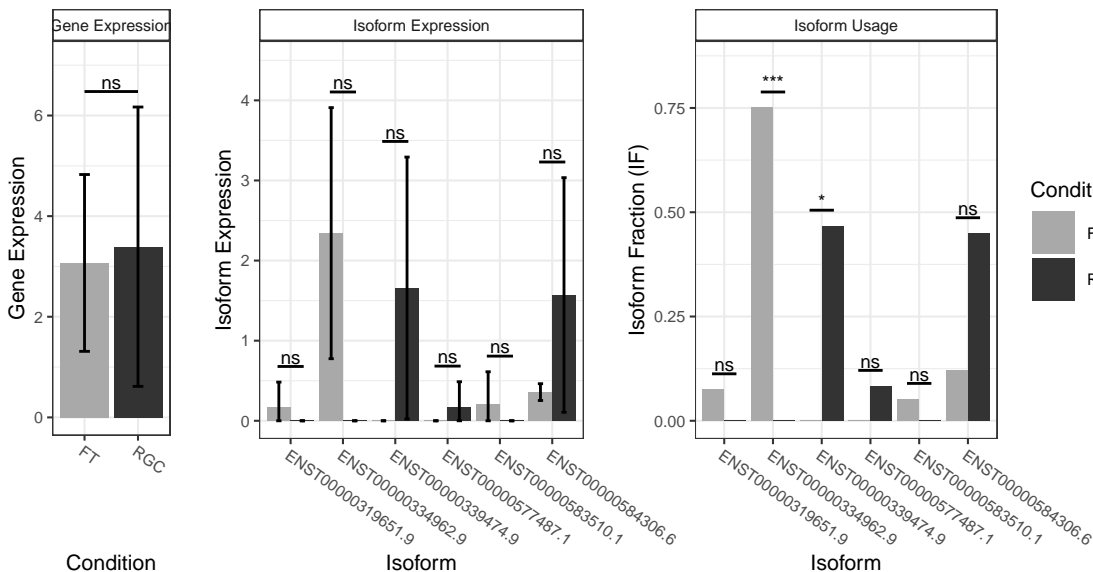 Gene Expression
Isoform Expression
Isoform Usage
Gene Expression
6
4
2
0
ns
FT
RGC
Condition
Isoform Expression
4
3
2
1
0
ns
ns
ns
ns
ns
ns
ENST00000319651.9
ENST00000334962.9
ENST00000339474.9
ENST00000577487.1
ENST00000583510.1
ENST00000584306.6
Isoform
Isoform Fraction (IF)
0.75
0.50
0.25
0.00
ns
***
*
ns
ns
ns
ENST00000319651.9
ENST00000334962.9
ENST00000339474.9
ENST00000577487.1
ENST00000583510.1
ENST00000584306.6
Isoform
Conditi